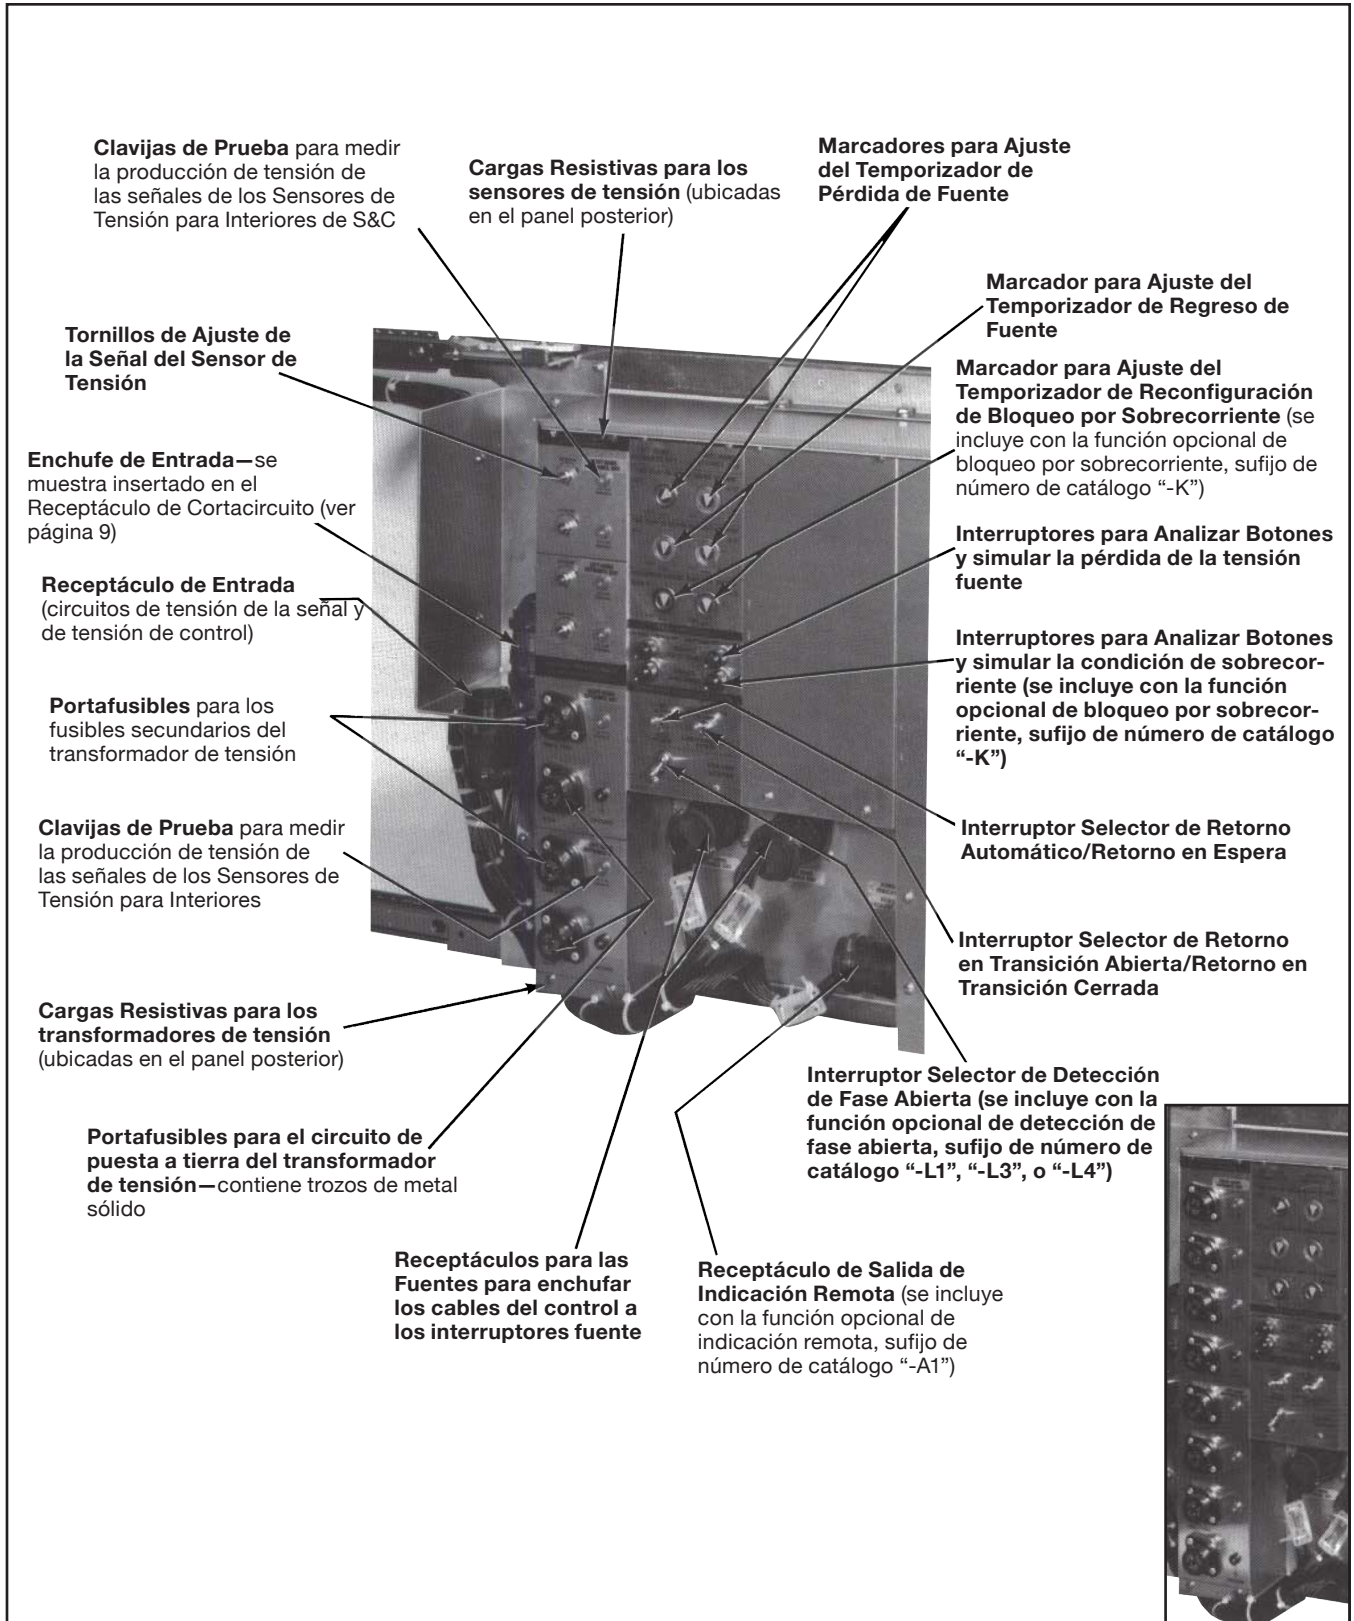 Clavijas de Prueba para medir
la producción de tensión de
las señales de los Sensores de
Tensión para Interiores de S&C
Cargas Resistivas para los
sensores de tensión (ubicadas
en el panel posterior)
Marcadores para Ajuste
del Temporizador de
Pérdida de Fuente
Marcador para Ajuste del
Temporizador de Regreso de
Fuente
Tornillos de Ajuste de
la Señal del Sensor de
Tensión
Marcador para Ajuste del
Temporizador de Reconfiguración
de Bloqueo por Sobrecorriente (se
incluye con la función opcional de
bloqueo por sobrecorriente, sufijo de
número de catálogo “-K”)
Enchufe de Entrada—se
muestra insertado en el
Receptáculo de Cortacircuito (ver
página 9)
Interruptores para Analizar Botones
y simular la pérdida de la tensión
fuente
Receptáculo de Entrada
(circuitos de tensión de la señal y
de tensión de control)
Interruptores para Analizar Botones
y simular la condición de sobrecor-
riente (se incluye con la función
opcional de bloqueo por sobrecor-
riente, sufijo de número de catálogo
“-K”)
Portafusibles para los
fusibles secundarios del
transformador de tensión
Clavijas de Prueba para medir
la producción de tensión de
las señales de los Sensores de
Tensión para Interiores
Interruptor Selector de Retorno
Automático/Retorno en Espera
Interruptor Selector de Retorno
en Transición Abierta/Retorno en
Transición Cerrada
Cargas Resistivas para los
transformadores de tensión
(ubicadas en el panel posterior)
Interruptor Selector de Detección
de Fase Abierta (se incluye con la
función opcional de detección de
fase abierta, sufijo de número de
catálogo “-L1”, “-L3”, o “-L4”)
Portafusibles para el circuito de
puesta a tierra del transformador
de tensión—contiene trozos de metal
sólido
Receptáculos para las
Fuentes para enchufar
los cables del control a
los interruptores fuente
Receptáculo de Salida de
Indicación Remota (se incluye
con la función opcional de
indicación remota, sufijo de
número de catálogo “-A1”)